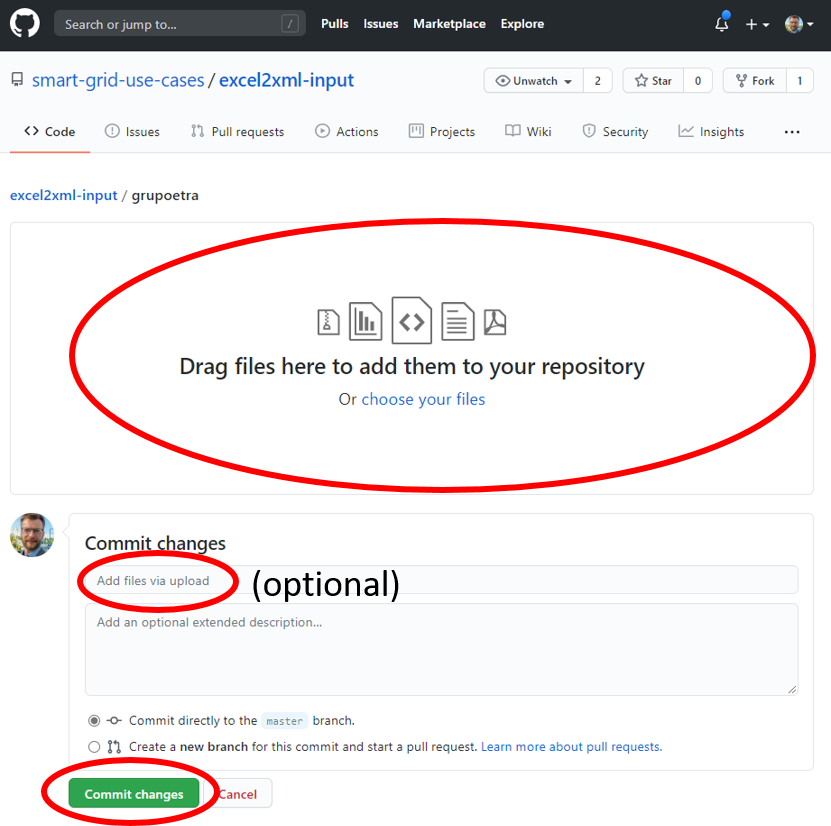 Search or jump to... /
Pulls Issues Marketplace Explore
smart-grid-use-cases / excel2xml-input
Unwatch 2 Star 0 Fork 1
Code Issues Pull requests Actions Projects Wiki Security Insights ...
excel2xml-input / grupoetra
Drag files here to add them to your repository
Or choose your files
Commit changes
Add files via upload (optional)
Add an optional extended description...
Commit directly to the master branch.
Create a new branch for this commit and start a pull request. Learn more about pull requests.
Commit changes Cancel